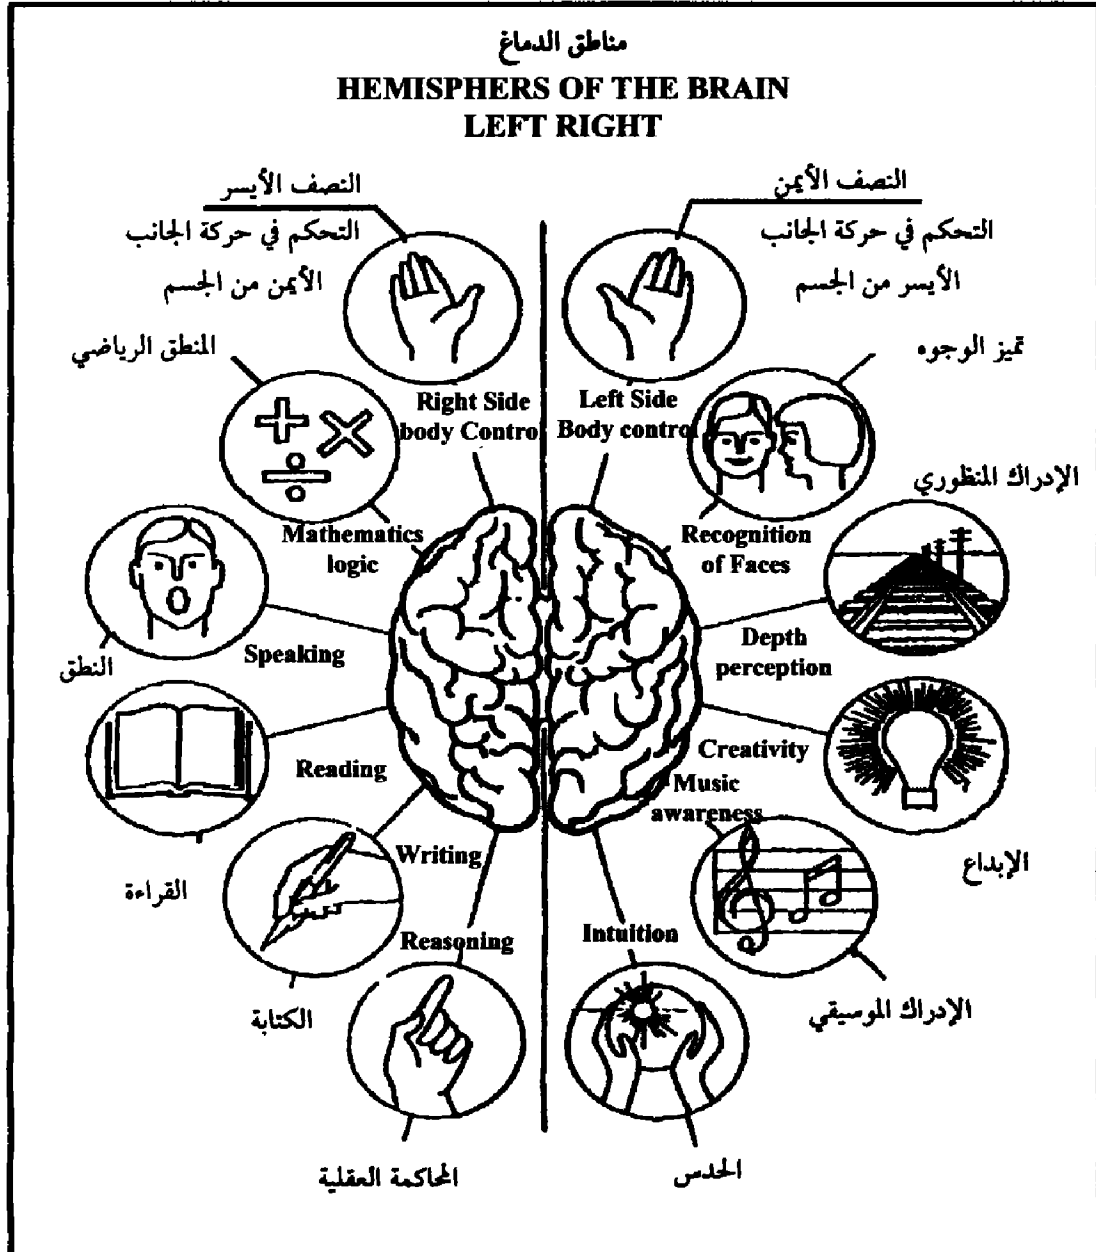 مناطق الدماغ
HEMISPHERS OF THE BRAIN
LEFT RIGHT
النصف الأيسر
التحكم في حركة الجانب
الأيمن من الجسم
Right Side
body Contro
المنطق الرياضي
Mathematics
logic
Speaking
النطق
Reading
القراءة
Writing
الكتابة
Reasoning
المحاكمة العقلية
النصف الأيمن
التحكم في حركة الجانب
الأيسر من الجسم
Left Side
Body control
تميز الوجوه
Recognition
of Faces
الإدراك المنظوري
Depth
perception
Creativity
الإبداع
Music
awareness
الإدراك الموسيقي
Intuition
الحدس